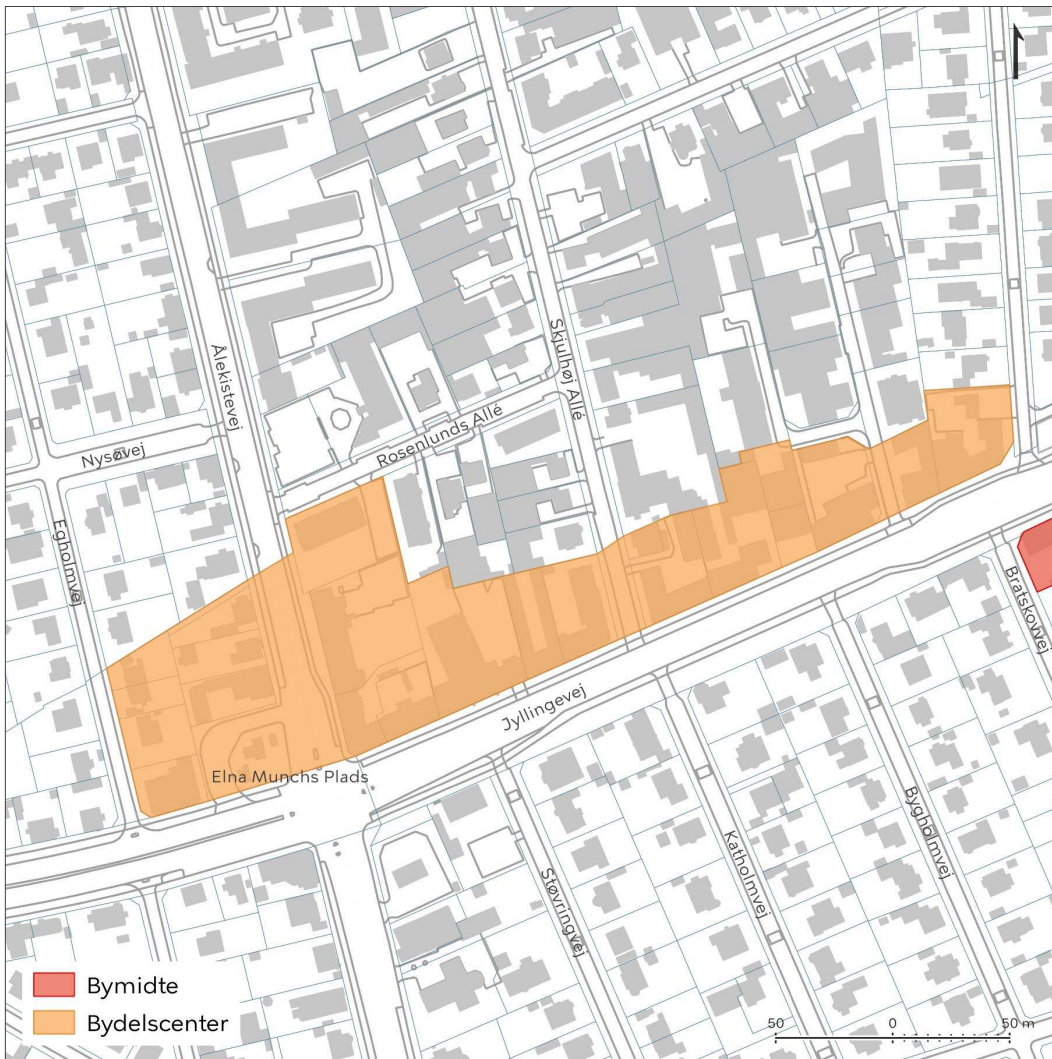 Skjulhøj Allé
Ålekistevej
Rosenlunds Allé
Nysøvej
Egholmvej
Bratskovvej
Jyllingevej
Elna Munchs Plads
Bygholmvej
Katholmvej
Støvringvej
Bymidte
Bydelscenter
50 0 50 m